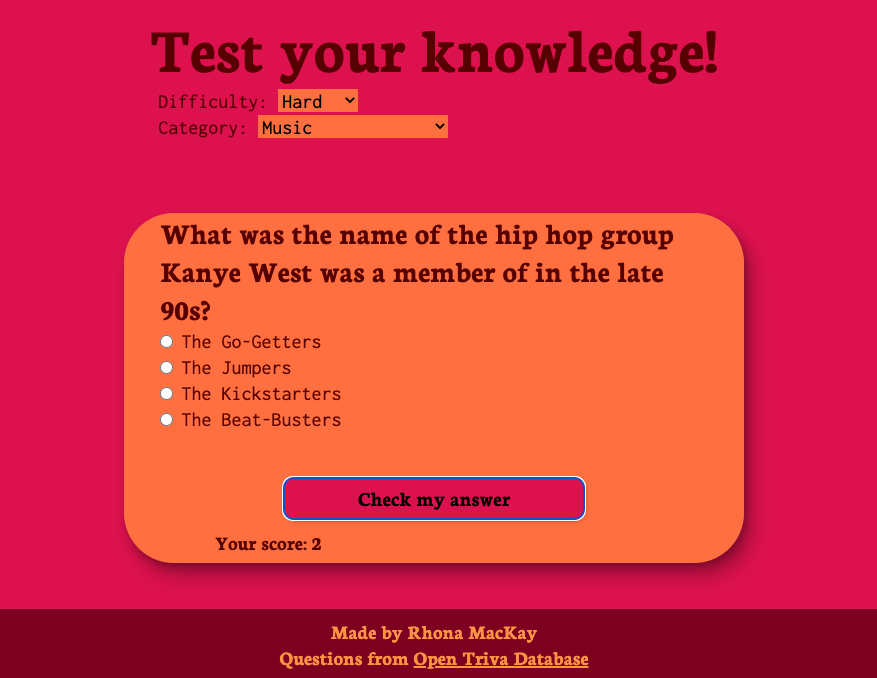 Test your knowledge!
Difficulty: Hard
Category: Music
What was the name of the hip hop group
Kanye West was a member of in the late
90s?
The Go-Getters
The Jumpers
The Kickstarters
The Beat-Busters
Check my answer
Your score: 2
Made by Rhona MacKay
Questions from Open Triva Database